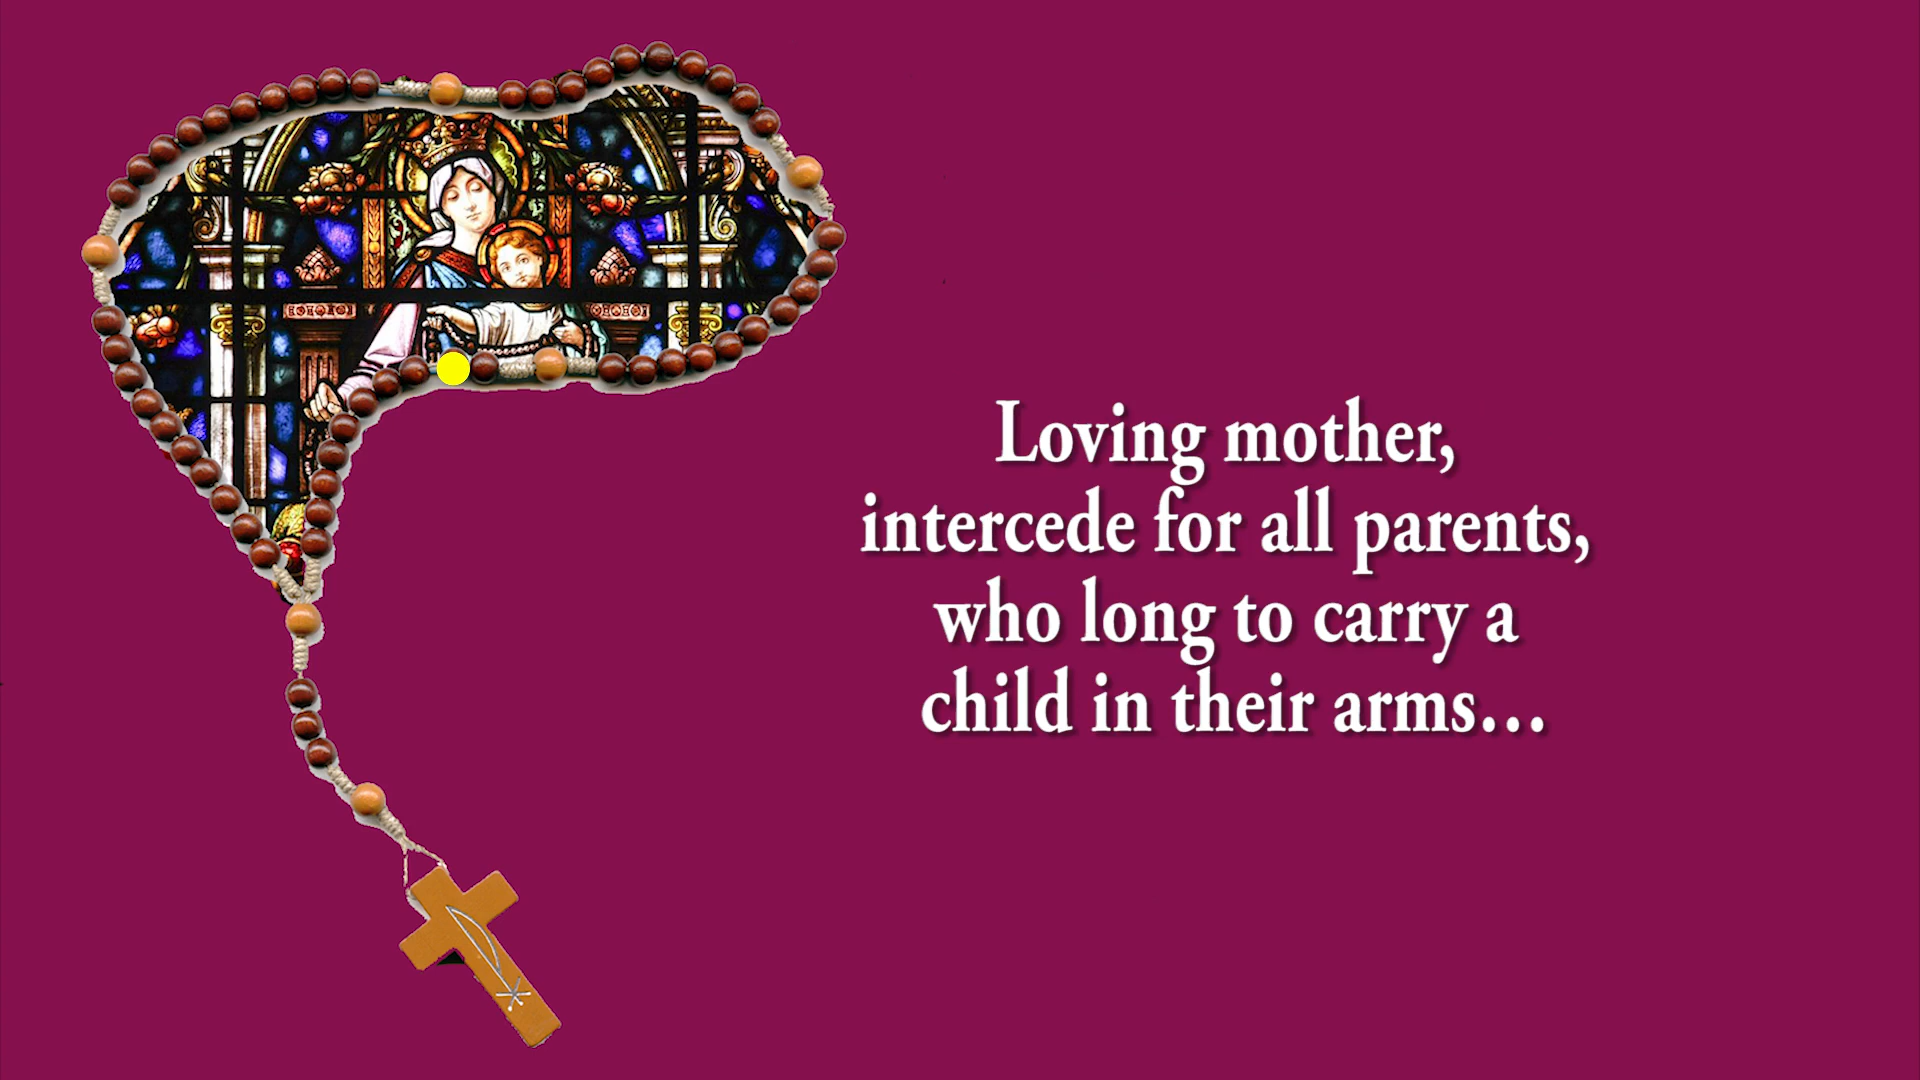 Loving mother,
intercede for all parents,
who long to carry a
child in their arms…